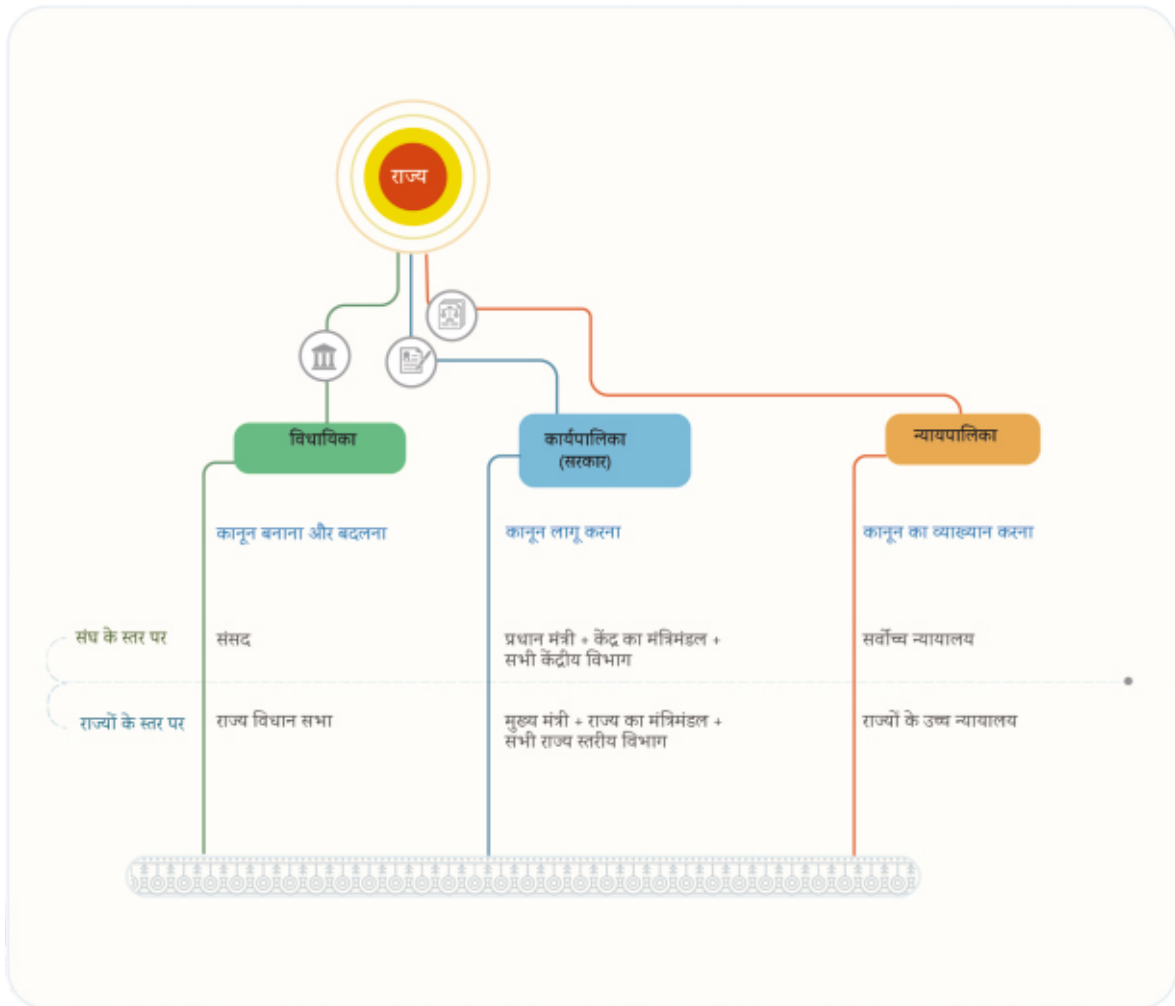 राज्य
विधायिका
कार्यपालिका
(सरकार)
न्यायपालिका
कानून बनाना और बदलना
कानून लागू करना
कानून का व्याख्यान करना
संघ के स्तर पर
संसद
प्रधान मंत्री + केंद्र का मंत्रिमंडल +
सभी केंद्रीय विभाग
सर्वोच्च न्यायालय
राज्यों के स्तर पर
राज्य विधान सभा
मुख्य मंत्री + राज्य का मंत्रिमंडल +
सभी राज्य स्तरीय विभाग
राज्यों के उच्च न्यायालय